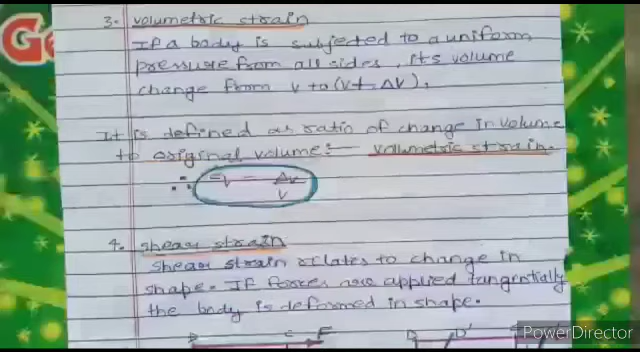 Ge
3. volumetric strain
If a body is subjected to a uniform
pressure from all sides, its volume
change from V to (V+ΔV),
It is defined as ratio of change in volume
to original volume:- volumetric strain.
∴ eV = ΔV/V
4. shear strain
shear strain relates to change in
shape. If forces are applied tangentially
the body is deformed in shape.
D F D D'
PowerDirector